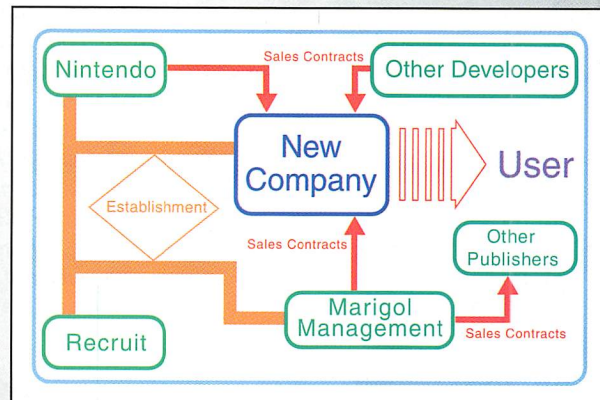 Nintendo
Sales Contracts
Other Developers
New
Company
User
Establishment
Sales Contracts
Other
Publishers
Marigol
Management
Sales Contracts
Recruit